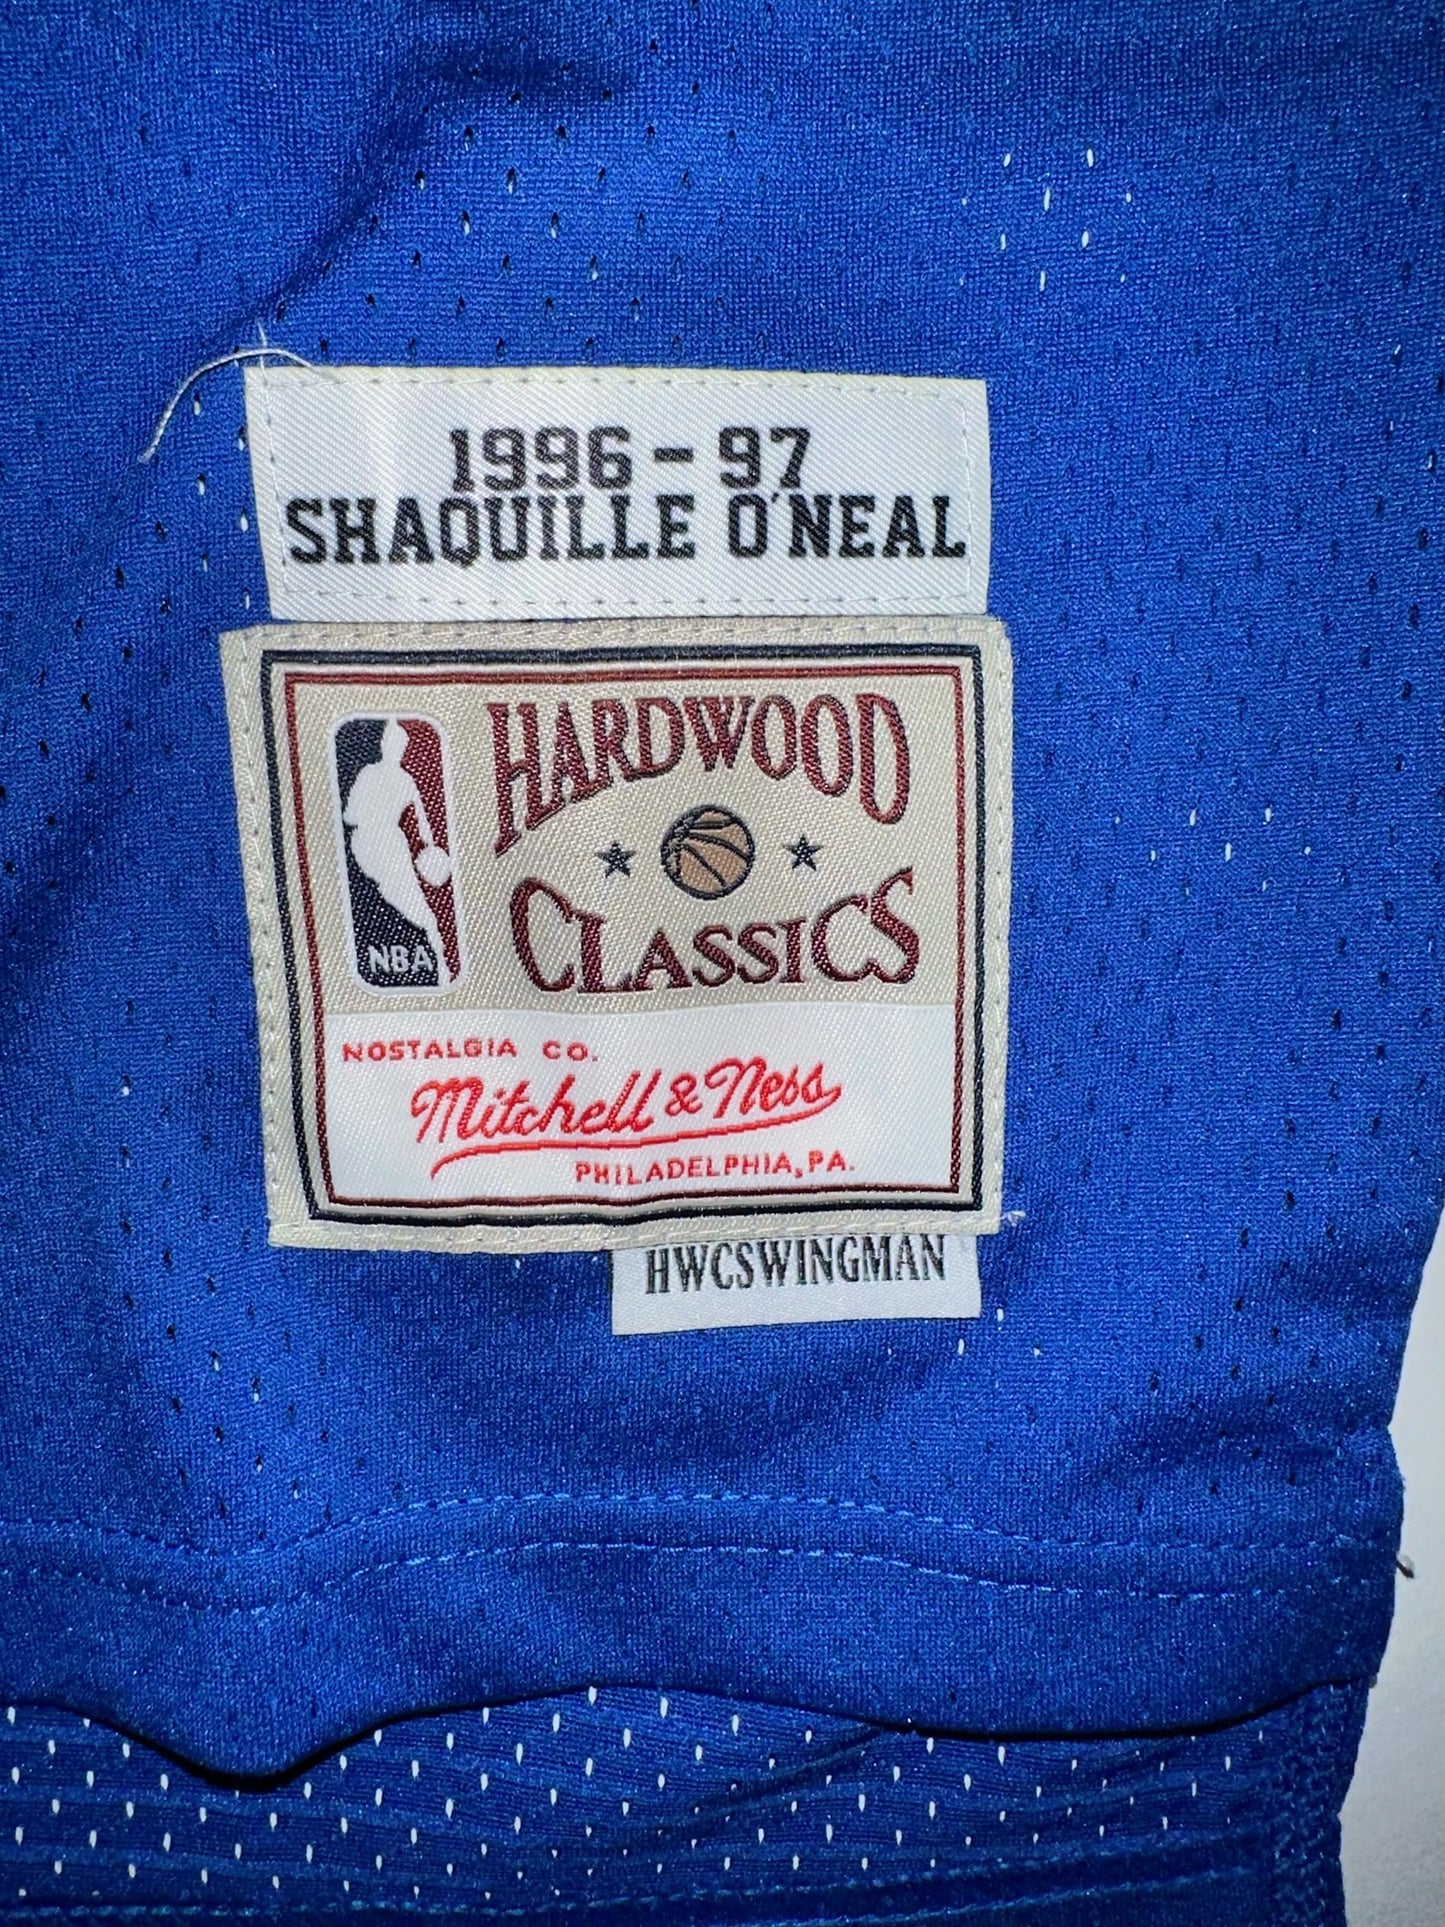 1996 - 97
SHAQUILLE O'NEAL
HARDWOOD
CLASSICS
NBA
NOSTALGIA CO.
Mitchell & Ness
PHILADELPHIA, PA.
HWCSWINGMAN